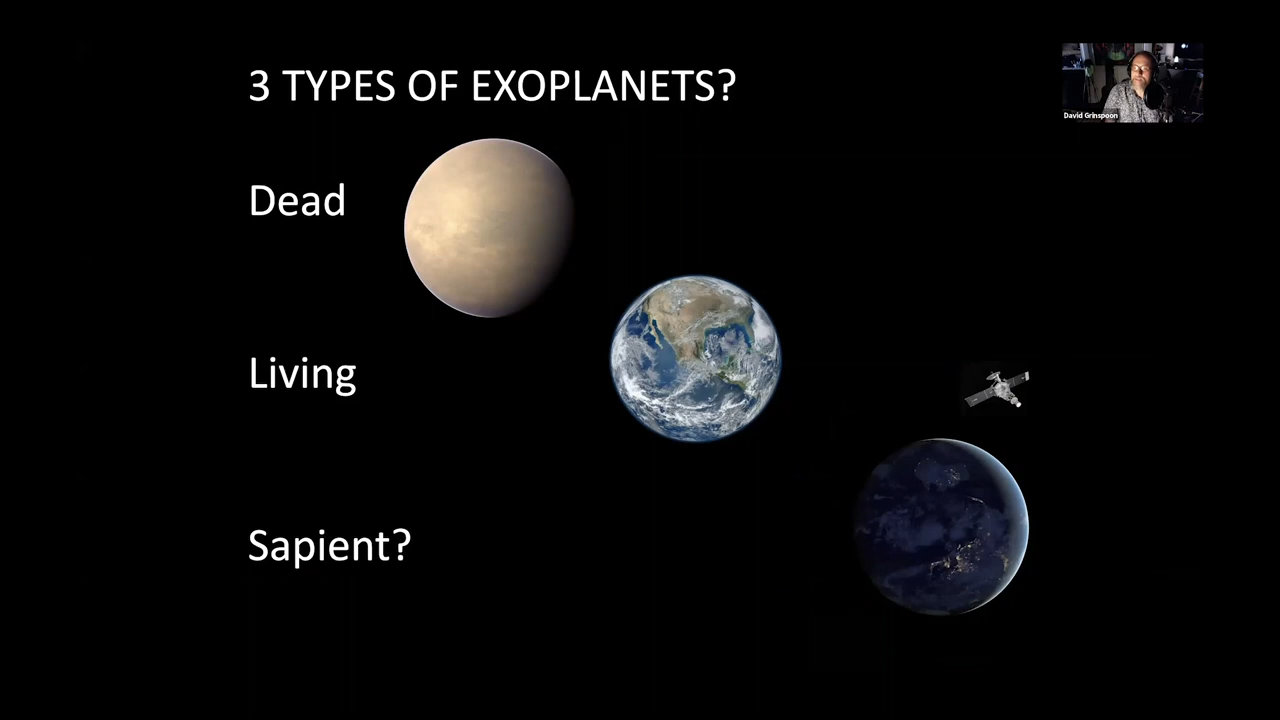 3 TYPES OF EXOPLANETS?
David Grinspoon
Dead
Living
Sapient?